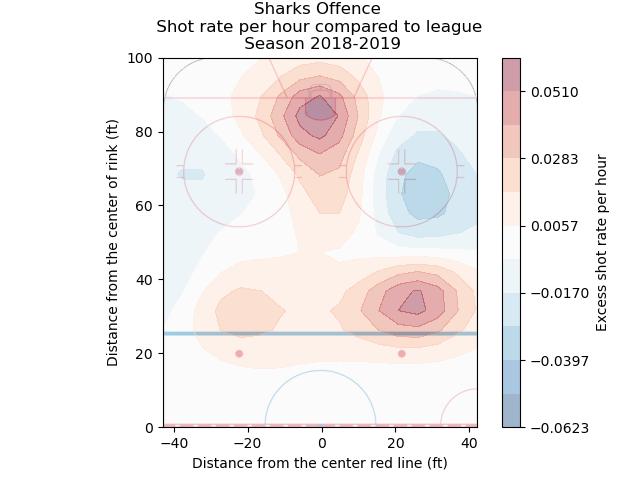 Sharks Offence
Shot rate per hour compared to league
Season 2018-2019
100
80
60
40
20
0
−40
−20
0
20
40
Distance from the center of rink (ft)
Distance from the center red line (ft)
0.0510
0.0283
0.0057
−0.0170
−0.0397
−0.0623
Excess shot rate per hour